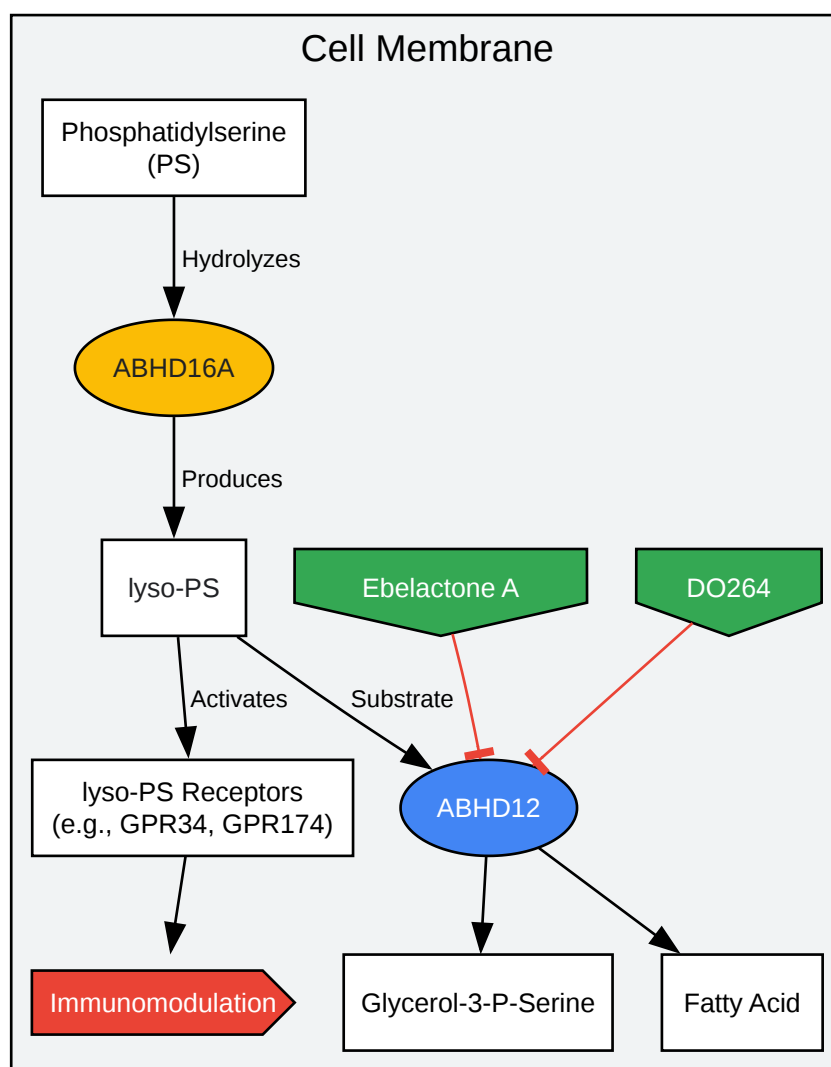 Cell Membrane
Phosphatidylserine
(PS)
Hydrolyzes
ABHD16A
Produces
lyso-PS
Ebelactone A
DO264
Activates
Substrate
lyso-PS Receptors
(e.g., GPR34, GPR174)
ABHD12
Immunomodulation
Glycerol-3-P-Serine
Fatty Acid